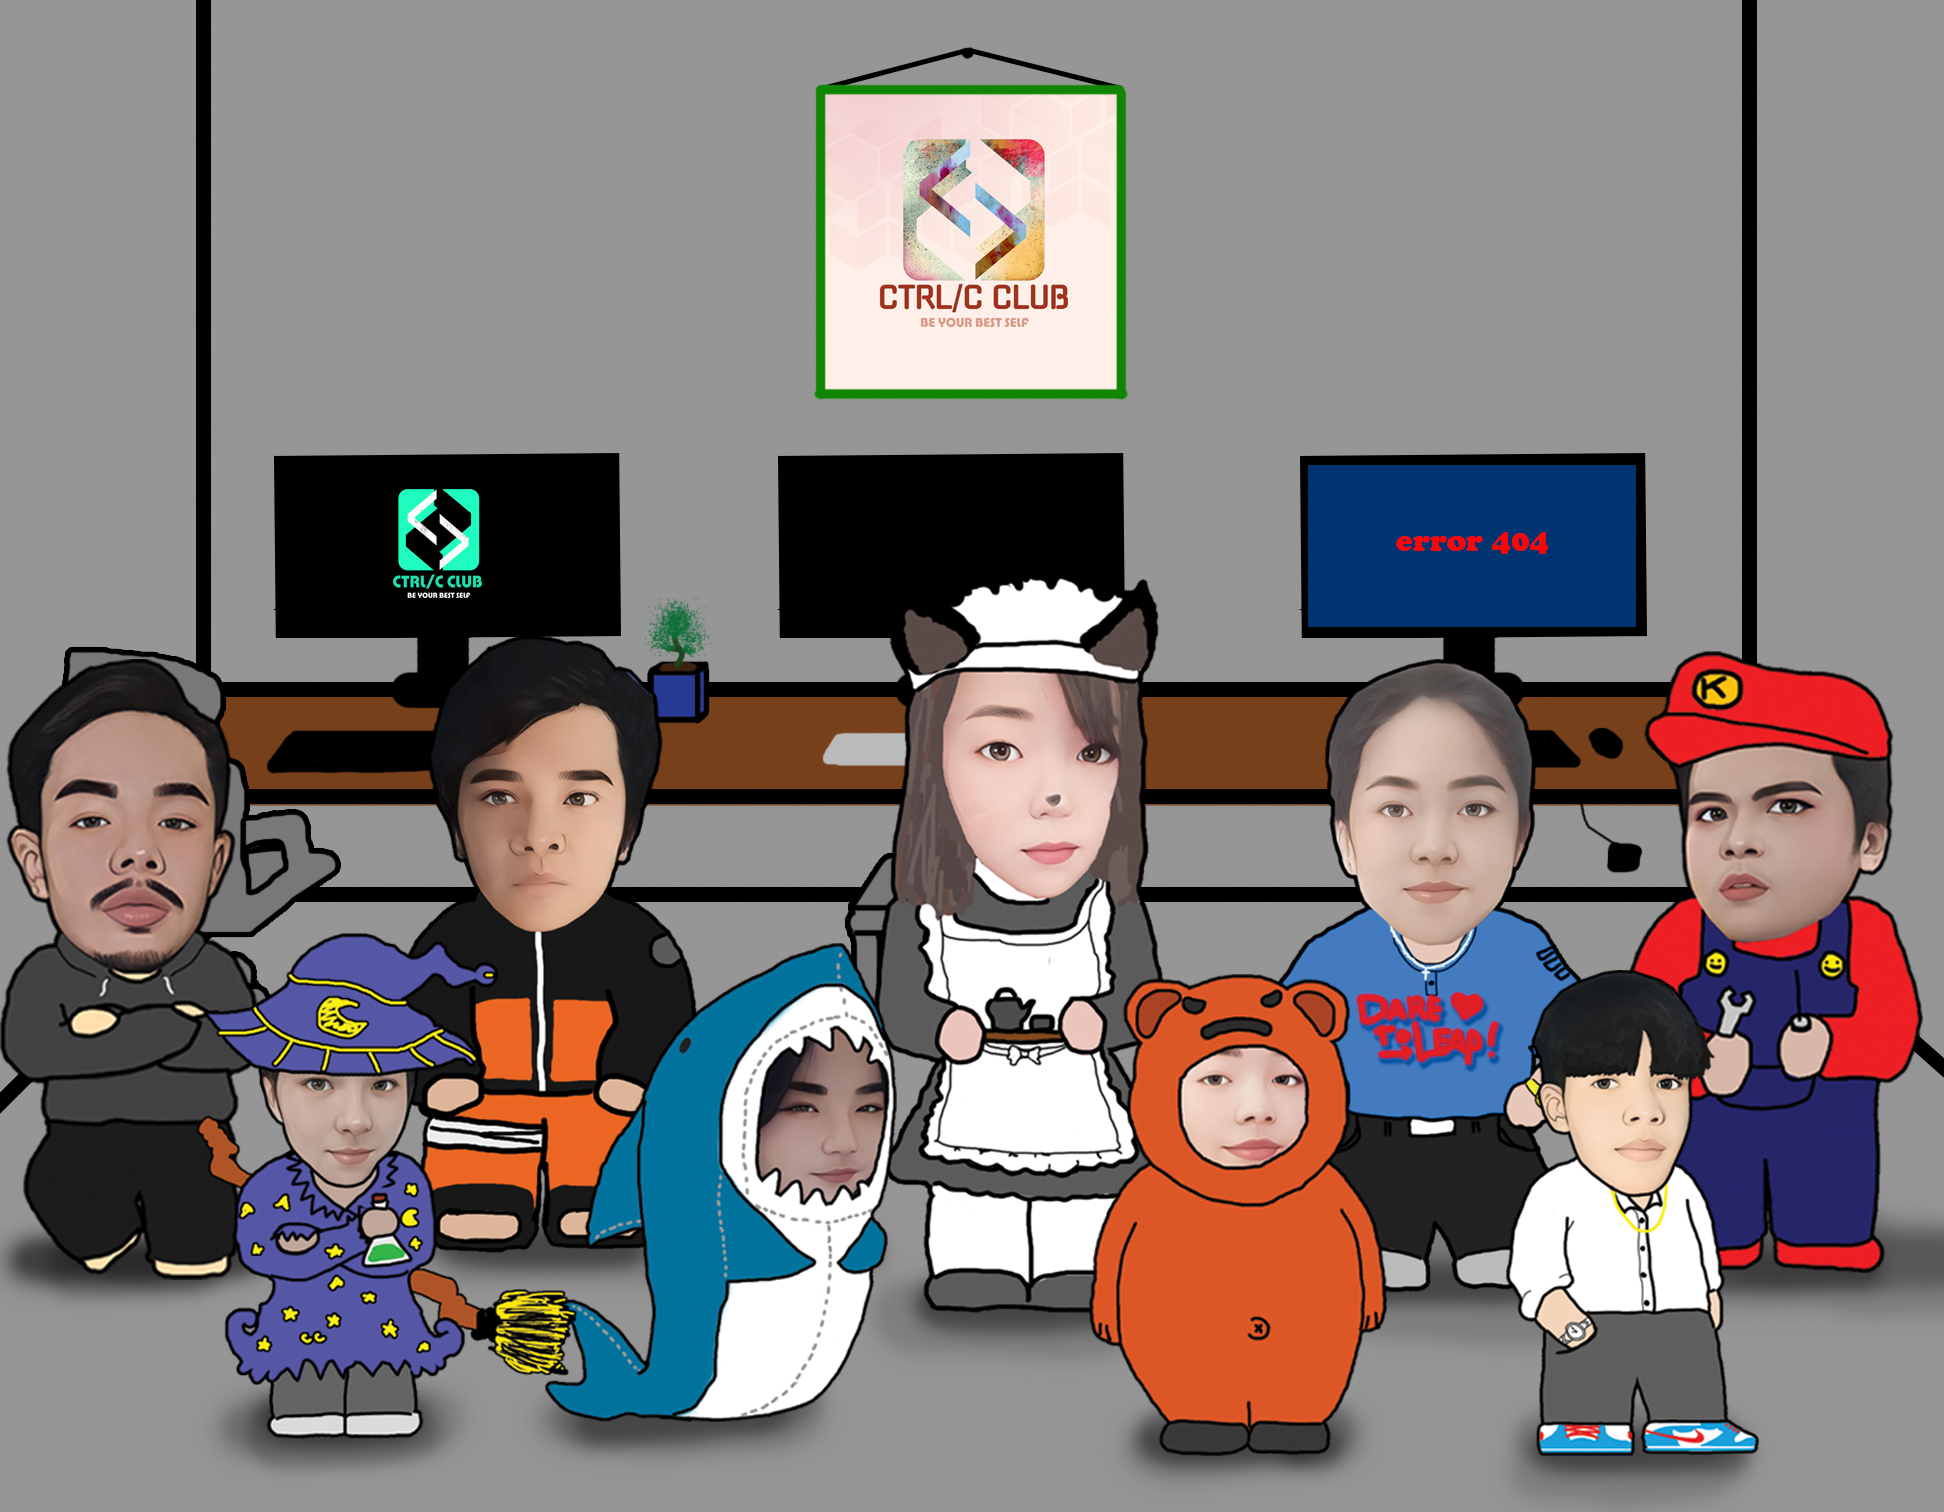 CTRL/C CLUB
BE YOUR BEST SELF
CTRL/C CLUB
BE YOUR BEST SELF
error 404
K
DARE ♥
To LEAP!